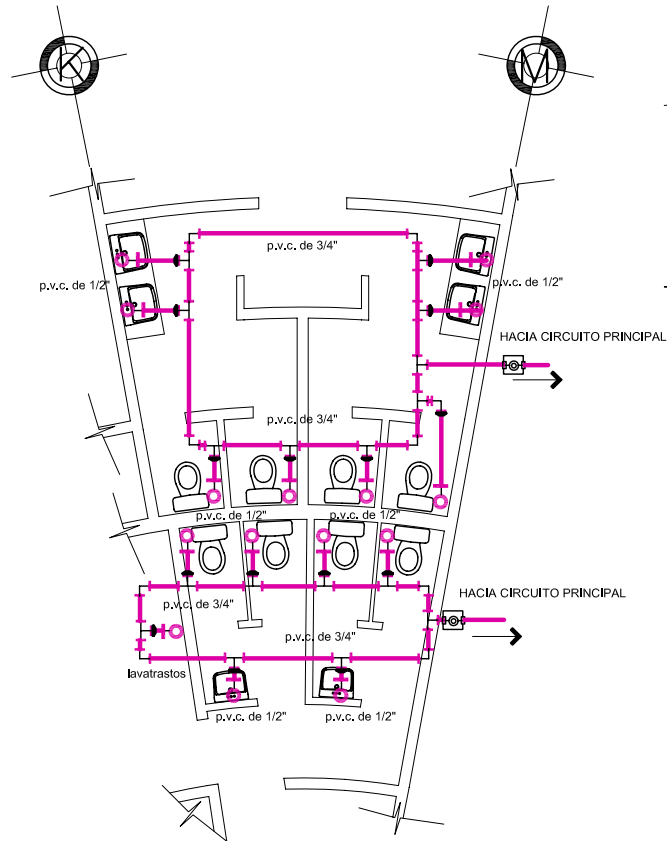 K
M
p.v.c. de 3/4"
p.v.c. de 1/2"
p.v.c. de 1/2"
HACIA CIRCUITO PRINCIPAL
p.v.c. de 3/4"
p.v.c. de 1/2"
p.v.c. de 1/2"
HACIA CIRCUITO PRINCIPAL
p.v.c. de 3/4"
p.v.c. de 3/4"
lavatrastos
p.v.c. de 1/2"
p.v.c. de 1/2"